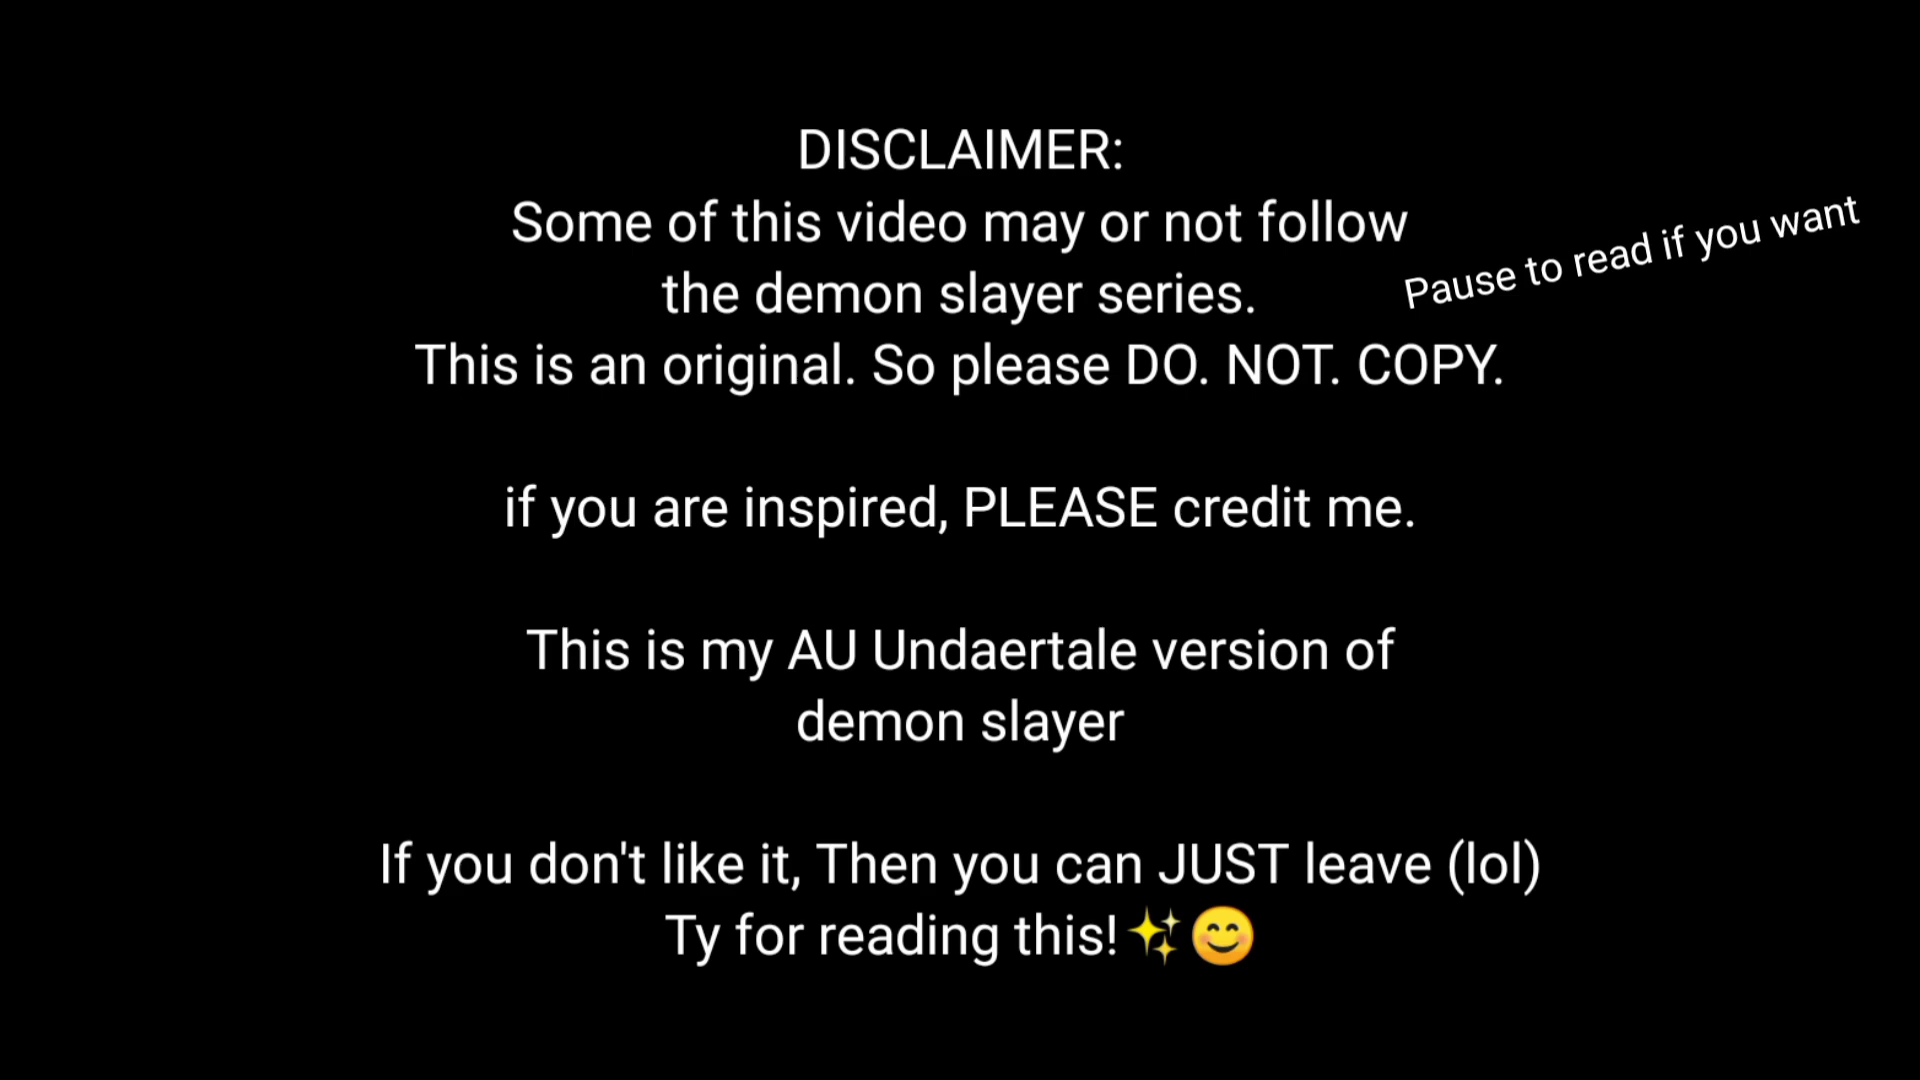 DISCLAIMER:
Some of this video may or not follow
the demon slayer series.
Pause to read if you want
This is an original. So please DO. NOT. COPY.
if you are inspired, PLEASE credit me.
This is my AU Undaertale version of
demon slayer
If you don't like it, Then you can JUST leave (lol)
Ty for reading this!✨😊